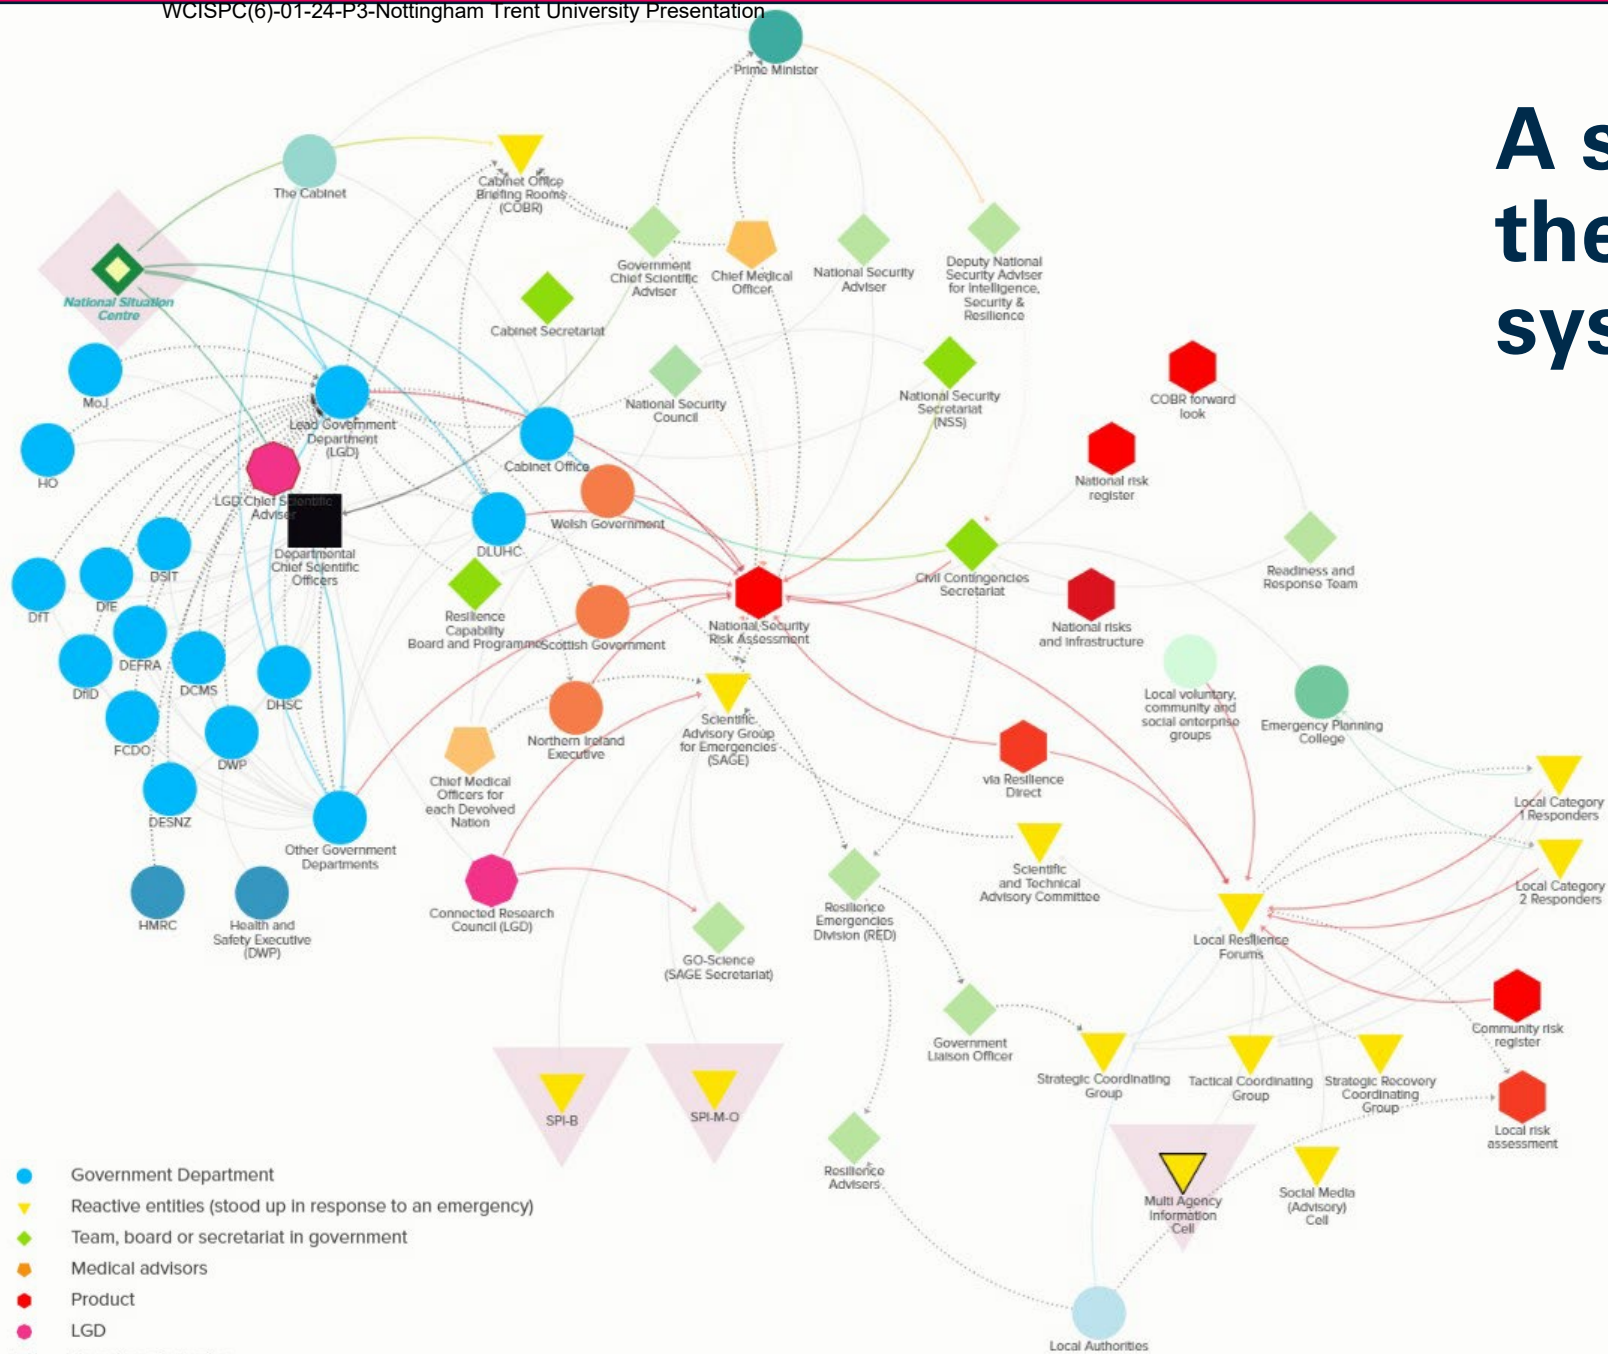 WCISPC(6)-01-24-P3-Nottingham Trent University Presentation
A s
the
sys
Prime Minister
The Cabinet
Cabinet Office
Briefing Rooms
(COBR)
National Situation
Centre
Government
Chief Scientific
Adviser
Chief Medical
Officer
National Security
Adviser
Deputy National
Security Adviser
for Intelligence,
Security &
Resilience
Cabinet Secretariat
MoJ
Lead Government
Department
(LGD)
National Security
Council
National Security
Secretariat
(NSS)
COBR forward
look
HO
Cabinet Office
National risk
register
LGD Chief Scientific
Adviser
Welsh Government
DLUHC
Departmental
Chief Scientific
Officers
DSIT
DfT
DfE
Civil Contingencies
Secretariat
Readiness and
Response Team
Resilience
Capability
Board and Programme
Scottish Government
National Security
Risk Assessment
National risks
and infrastructure
DEFRA
DfID
DCMS
DHSC
Local voluntary,
community and
social enterprise
groups
Emergency Planning
College
FCDO
DWP
Northern Ireland
Executive
Scientific
Advisory Group
for Emergencies
(SAGE)
Chief Medical
Officers for
each Devolved
Nation
via Resilience
Direct
DESNZ
Other Government
Departments
Local Category
1 Responders
Local Category
2 Responders
Scientific
and Technical
Advisory Committee
HMRC
Health and
Safety Executive
(DWP)
Connected Research
Council (LGD)
Resilience
Emergencies
Division (RED)
Local Resilience
Forums
GO-Science
(SAGE Secretariat)
Community risk
register
Government
Liaison Officer
Strategic Coordinating
Group
Tactical Coordinating
Group
Strategic Recovery
Coordinating
Group
SPI-B
SPI-M-O
Local risk
assessment
Resilience
Advisers
Multi Agency
Information
Cell
Social Media
(Advisory)
Cell
Local Authorities
Government Department
Reactive entities (stood up in response to an emergency)
Team, board or secretariat in government
Medical advisors
Product
LGD